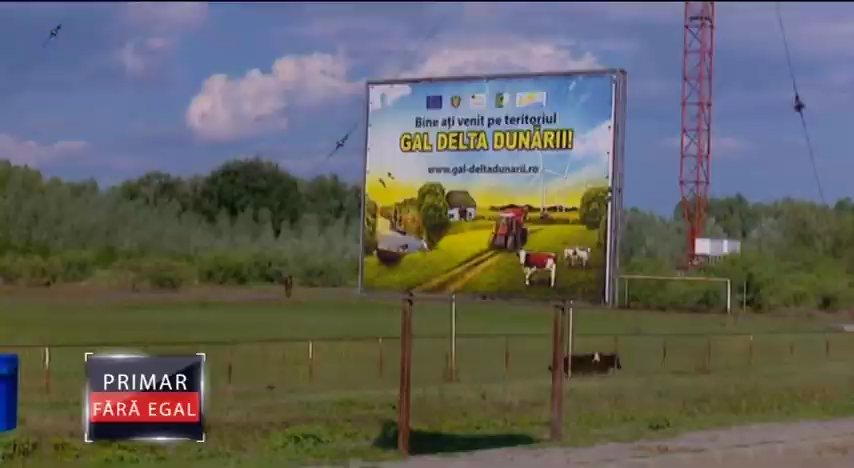 Bine ați venit pe teritoriul
GAL DELTA DUNĂRII!
www.gal-deltadunarii.ro
PRIMAR
FĂRĂ EGAL